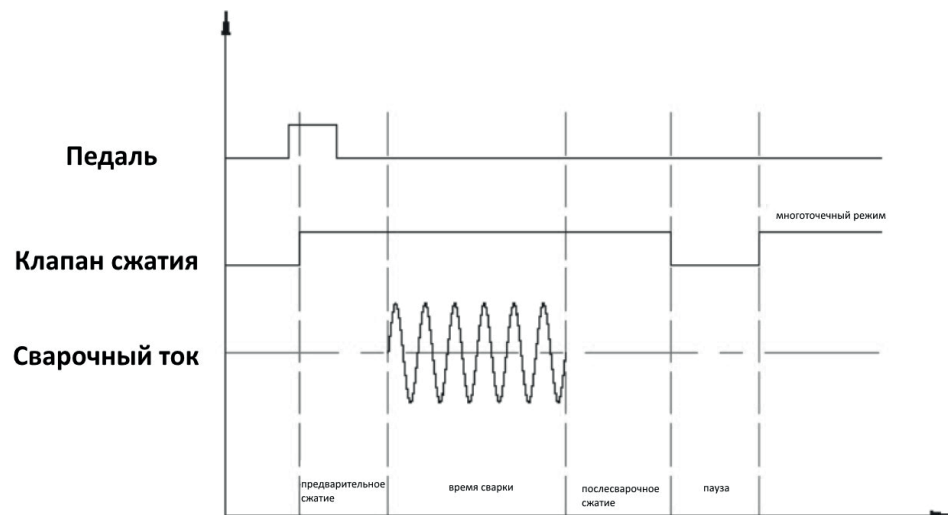 Педаль
многоточечный режим
Клапан сжатия
Сварочный ток
предварительное
сжатие
время сварки
послесварочное
сжатие
пауза